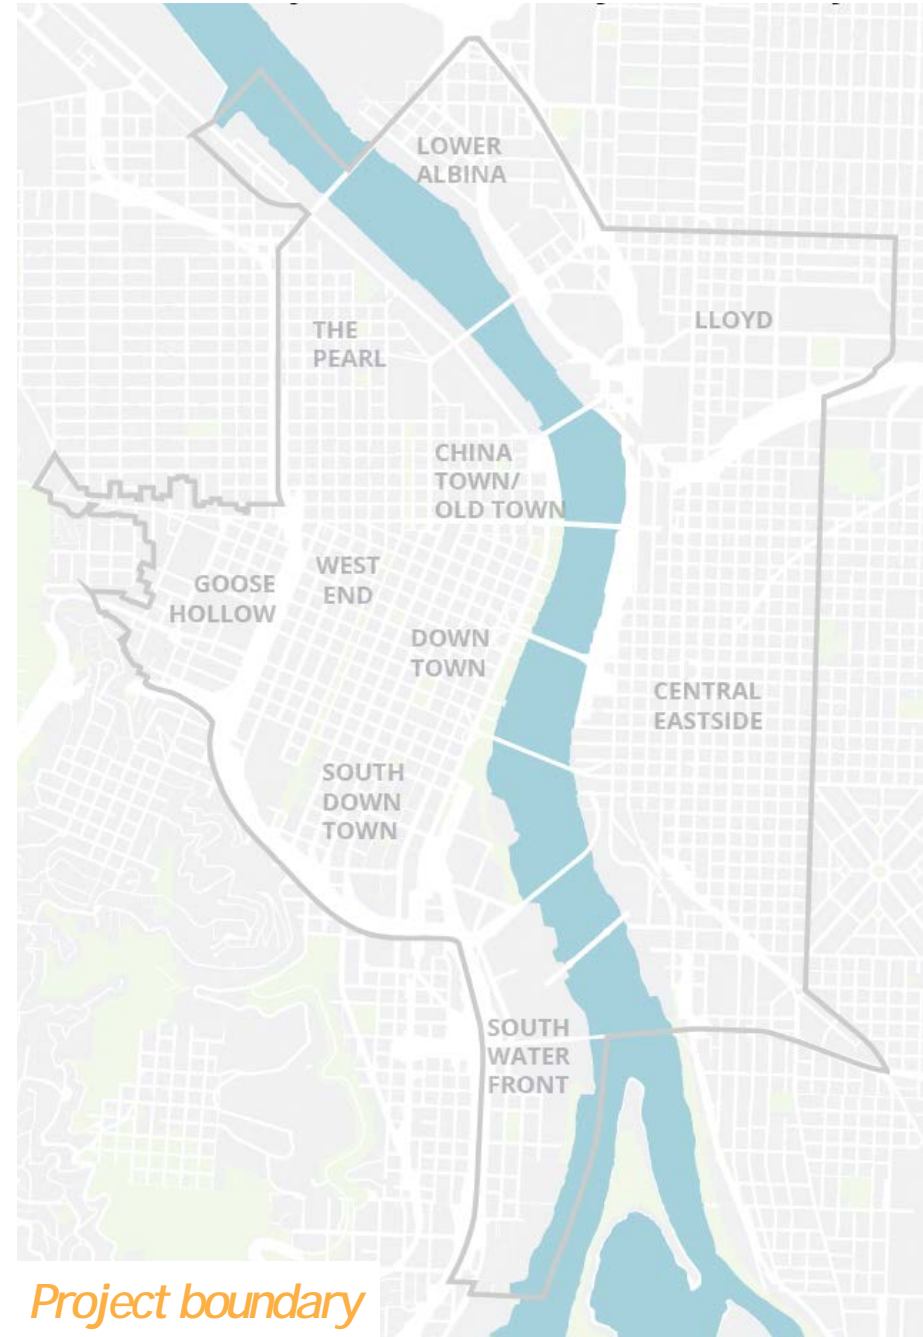 LOWER
ALBINA
LLOYD
THE
PEARL
CHINA
TOWN/
OLD TOWN
WEST
END
GOOSE
HOLLOW
DOWN
TOWN
CENTRAL
EASTSIDE
SOUTH
DOWN
TOWN
SOUTH
WATER
FRONT
Project boundary